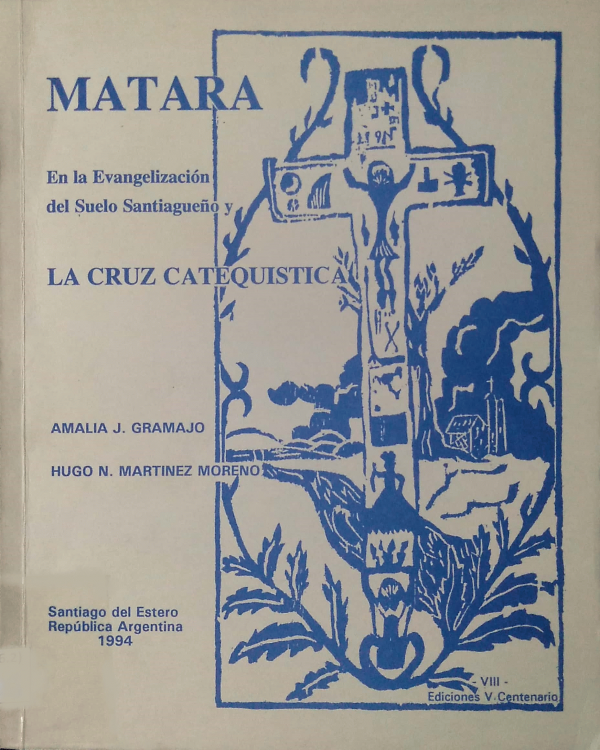 MATARA
En la Evangelización
del Suelo Santiagueño y
LA CRUZ CATEQUISTICA
AMALIA J. GRAMAJO
HUGO N. MARTINEZ MORENO
Santiago del Estero
República Argentina
1994
- VIII -
Ediciones V Centenario